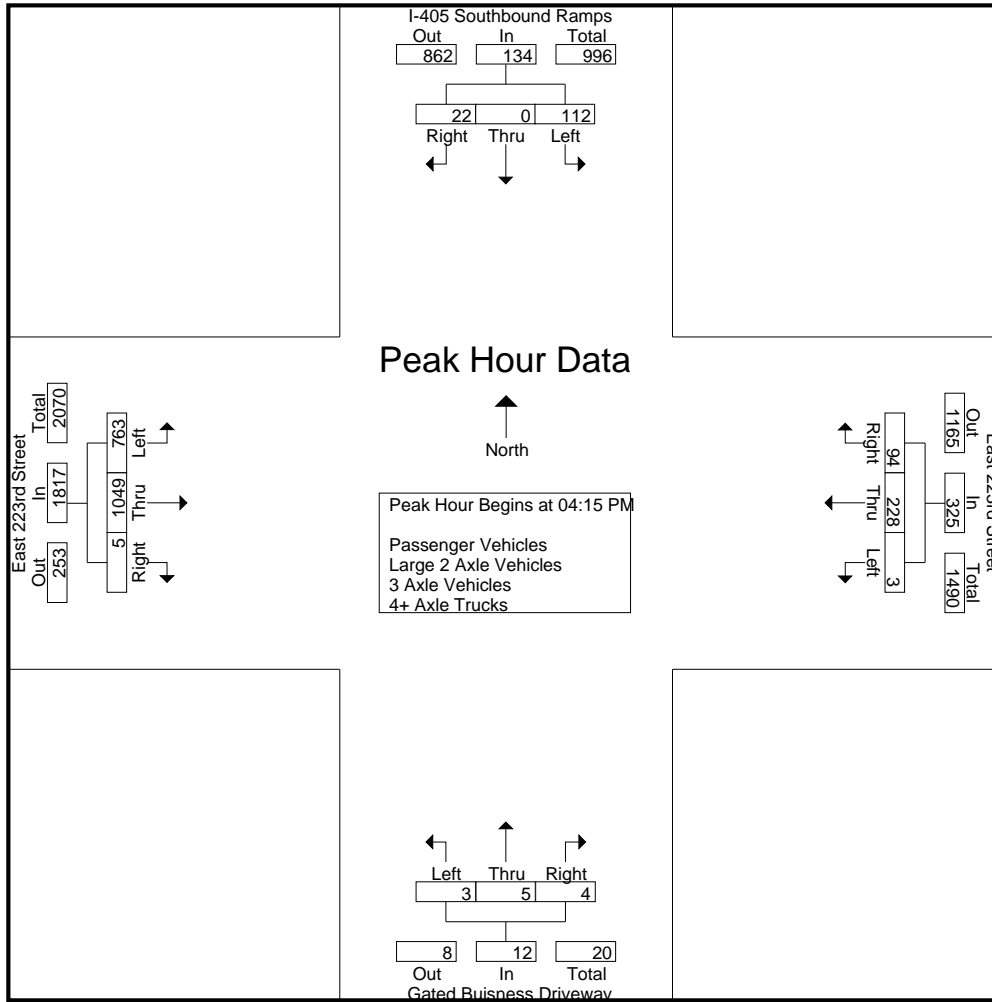 I-405 Southbound Ramps
Out In Total
862 134 996
22 0 112
Right Thru Left
Peak Hour Data
North
Peak Hour Begins at 04:15 PM
Passenger Vehicles
Large 2 Axle Vehicles
3 Axle Vehicles
4+ Axle Trucks
East 223rd Street
Out In Total
253 1817 2070
Left Thru Right
763 1049 5
East 223rd Street
Out In Total
1165 325 1490
94 228 3
Right Thru Left
Left Thru Right
3 5 4
8 12 20
Out In Total
Gated Buisness Driveway